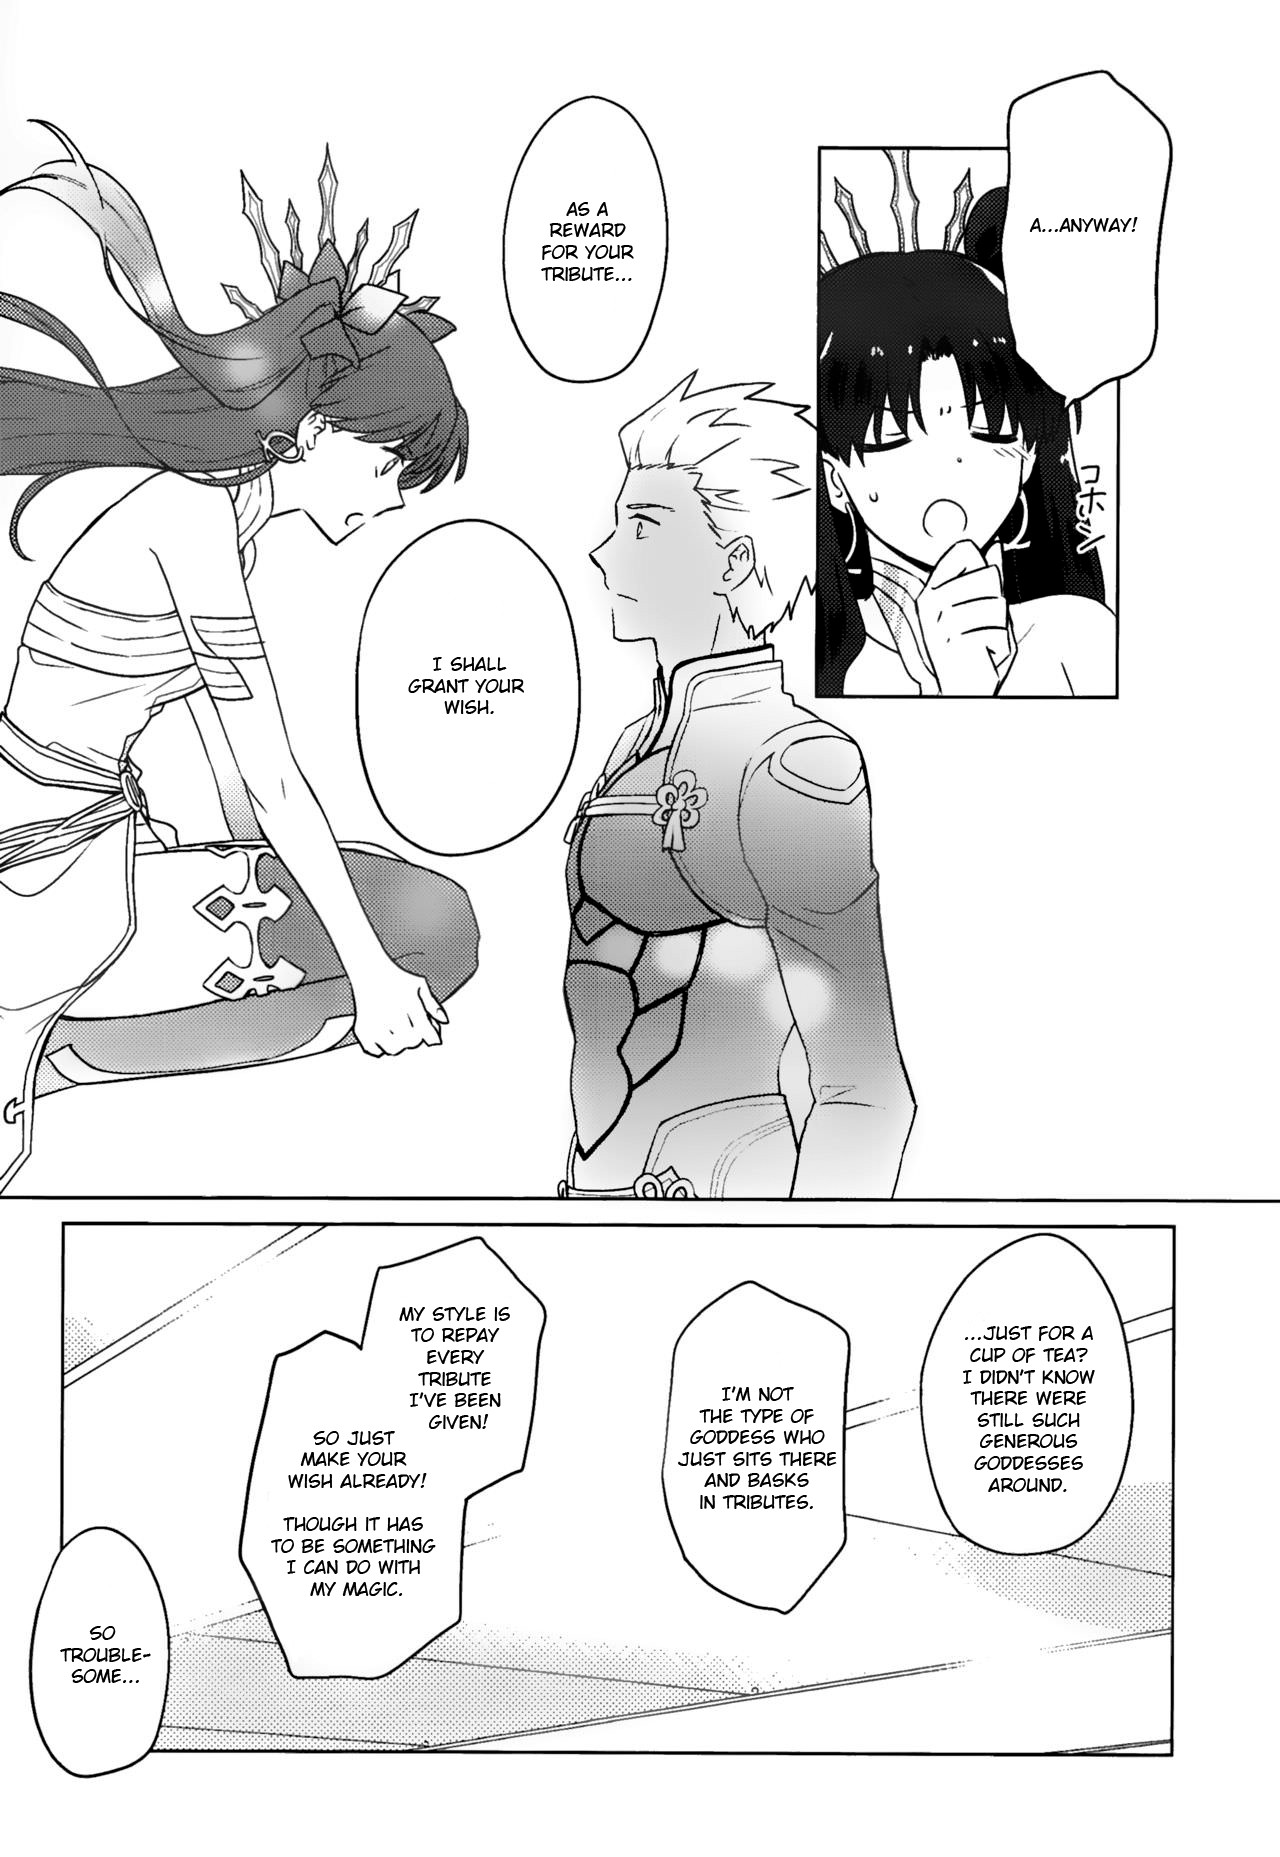 A...ANYWAY!
コホン
AS A
REWARD
FOR YOUR
TRIBUTE...
I SHALL
GRANT YOUR
WISH.
...JUST FOR A
CUP OF TEA?
I DIDN'T KNOW
THERE WERE
STILL SUCH
GENEROUS
GODDESSES
AROUND.
I'M NOT
THE TYPE OF
GODDESS WHO
JUST SITS THERE
AND BASKS
IN TRIBUTES.
MY STYLE IS
TO REPAY
EVERY
TRIBUTE
I'VE BEEN
GIVEN!
SO JUST
MAKE YOUR
WISH ALREADY!
THOUGH IT HAS
TO BE SOMETHING
I CAN DO WITH
MY MAGIC.
SO
TROUBLE-
SOME...